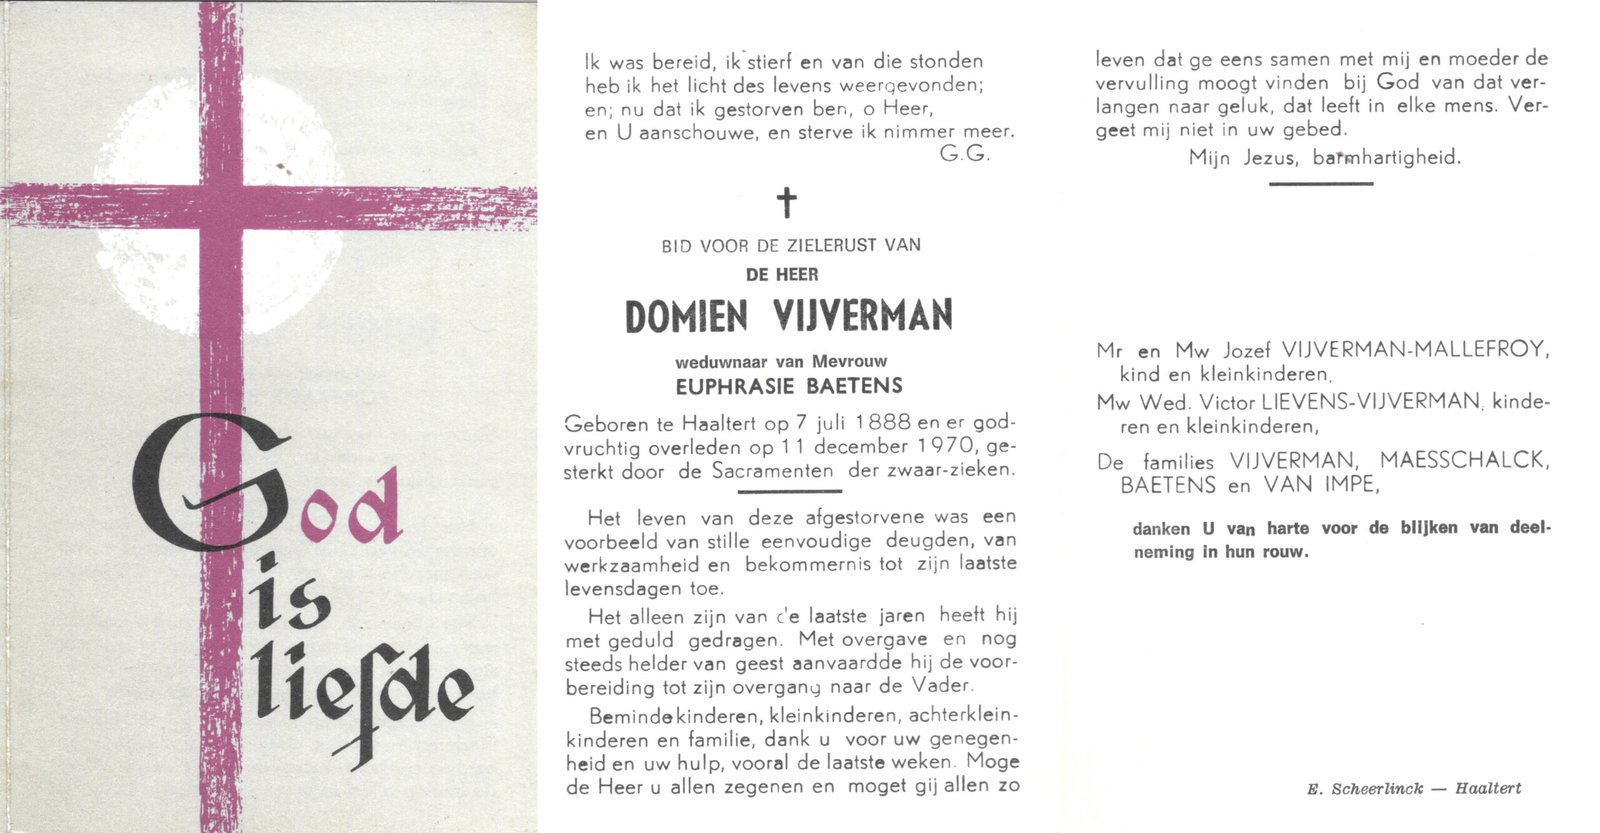 God
is
liefde
Ik was bereid, ik stierf en van die stonden
heb ik het licht des levens weergevonden;
en; nu dat ik gestorven ben, o Heer,
en U aanschouwe, en sterve ik nimmer meer.
G.G.
BID VOOR DE ZIELERUST VAN
DE HEER
DOMIEN VIJVERMAN
weduwnaar van Mevrouw
EUPHRASIE BAETENS
Geboren te Haaltert op 7 juli 1888 en er god-
vruchtig overleden op 11 december 1970, ge-
sterkt door de Sacramenten der zwaar-zieken.
Het leven van deze afgestorvene was een
voorbeeld van stille eenvoudige deugden, van
werkzaamheid en bekommernis tot zijn laatste
levensdagen toe.
Het alleen zijn van de laatste jaren heeft hij
met geduld gedragen. Met overgave en nog
steeds helder van geest aanvaardde hij de voor-
bereiding tot zijn overgang naar de Vader.
Beminde kinderen, kleinkinderen, achterklein-
kinderen en familie, dank u voor uw genegen-
heid en uw hulp, vooral de laatste weken. Moge
de Heer u allen zegenen en moget gij allen zo
leven dat ge eens samen met mij en moeder de
vervulling moogt vinden bij God van dat ver-
langen naar geluk, dat leeft in elke mens. Ver-
geet mij niet in uw gebed.
Mijn Jezus, barmhartigheid.
Mr en Mw Jozef VIJVERMAN-MALLEFROY,
kind en kleinkinderen,
Mw Wed. Victor LIEVENS-VIJVERMAN, kinde-
ren en kleinkinderen,
De families VIJVERMAN, MAESSCHALCK,
BAETENS en VAN IMPE,
danken U van harte voor de blijken van deel-
neming in hun rouw.
E. Scheerlinck — Haaltert